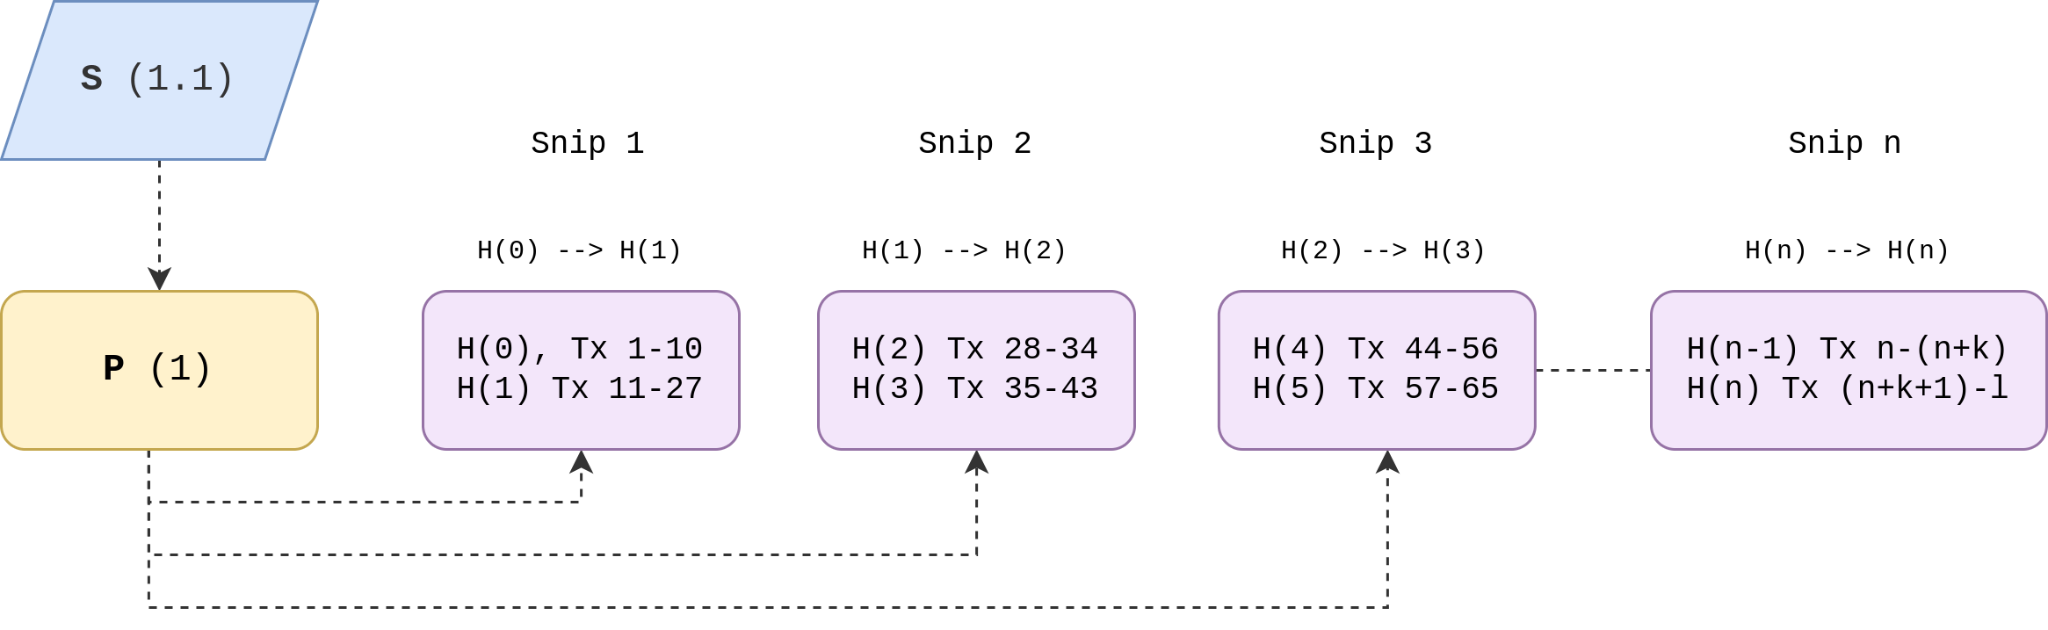 S (1.1)
Snip 1
Snip 2
Snip 3
Snip n
H(0) --> H(1)
H(1) --> H(2)
H(2) --> H(3)
H(n) --> H(n)
P (1)
H(0), Tx 1-10
H(1) Tx 11-27
H(2) Tx 28-34
H(3) Tx 35-43
H(4) Tx 44-56
H(5) Tx 57-65
H(n-1) Tx n-(n+k)
H(n) Tx (n+k+1)-l